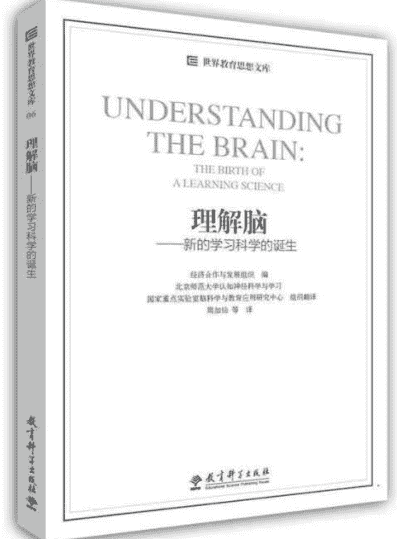 世界教育思想文库
UNDERSTANDING
THE BRAIN:
THE BIRTH OF
A LEARNING SCIENCE
理解脑
——新的学习科学的诞生
经济合作与发展组织 编
北京师范大学认知神经科学与学习
国家重点实验室脑科学与教育应用研究中心 组织翻译
周加仙 等 译
教育科学出版社
Educational Science Publishing House
世界教育思想文库
06
理解脑——新的学习科学的诞生
教育科学出版社